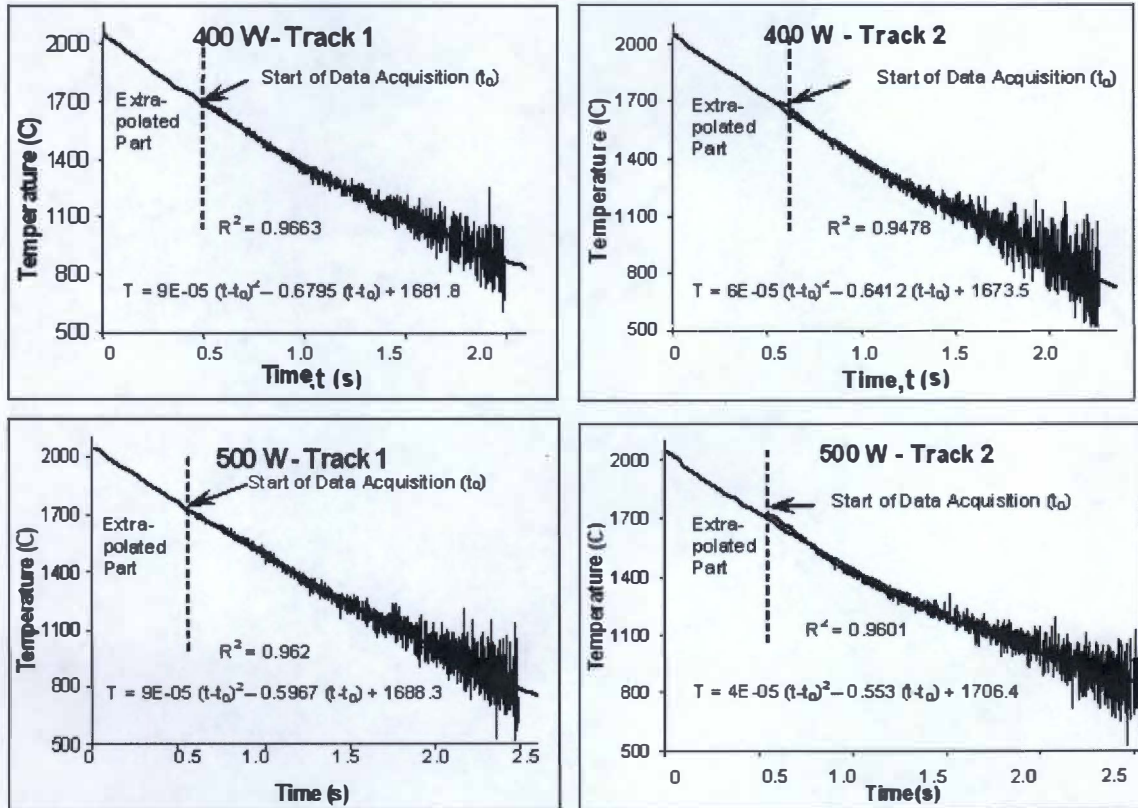 400 W - Track 1
Start of Data Acquisition (t₀)
Extra-
polated
Part
R² = 0.9663
T = 9E-05 (t-t₀)² – 0.6795 (t-t₀) + 1681.8
Temperature (C)
2000
1700
1400
1100
800
500
0 0.5 1.0 1.5 2.0
Time,t (s)
400 W - Track 2
Start of Data Acquisition (t₀)
Extra-
polated
Part
R² = 0.9478
T = 6E-05 (t-t₀)² – 0.6412 (t-t₀) + 1673.5
Temperature (C)
2000
1700
1400
1100
800
500
0 0.5 1.0 1.5 2.0
Time,t (s)
500 W - Track 1
Start of Data Acquisition (t₀)
Extra-
polated
Part
R² = 0.962
T = 9E-05 (t-t₀)² – 0.5967 (t-t₀) + 1688.3
Temperature (C)
2000
1700
1400
1100
800
500
0 0.5 1.0 1.5 2.0 2.5
Time (s)
500 W - Track 2
Start of Data Acquisition (t₀)
Extra-
polated
Part
R² = 0.9601
T = 4E-05 (t-t₀)² – 0.553 (t-t₀) + 1706.4
Temperature (C)
2000
1700
1400
1100
800
500
0 0.5 1.0 1.5 2.0 2.5
Time(s)